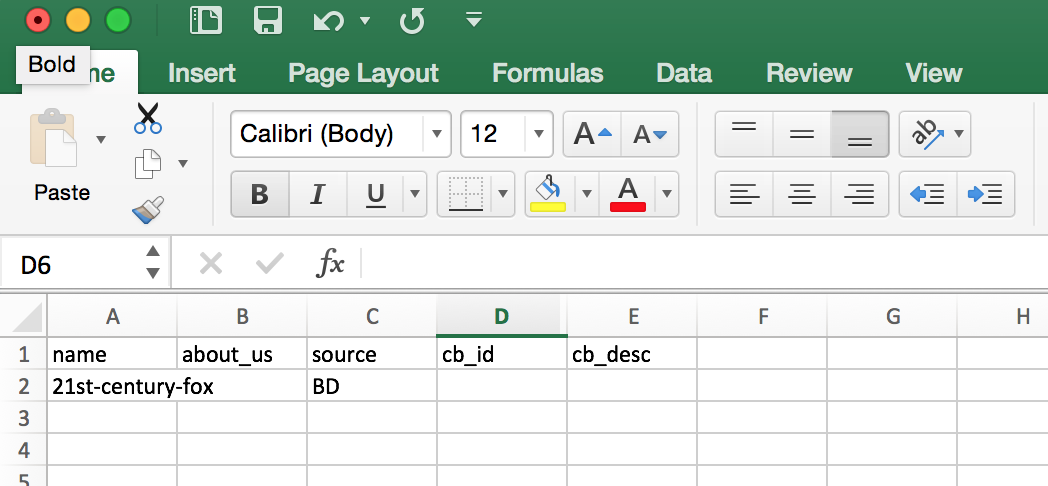 Bold
me Insert Page Layout Formulas Data Review View
Calibri (Body) 12 A A ab
Paste
B I U A
D6 fx
A B C D E F G H
1 name about_us source cb_id cb_desc
2 21st-century-fox BD
3
4
5